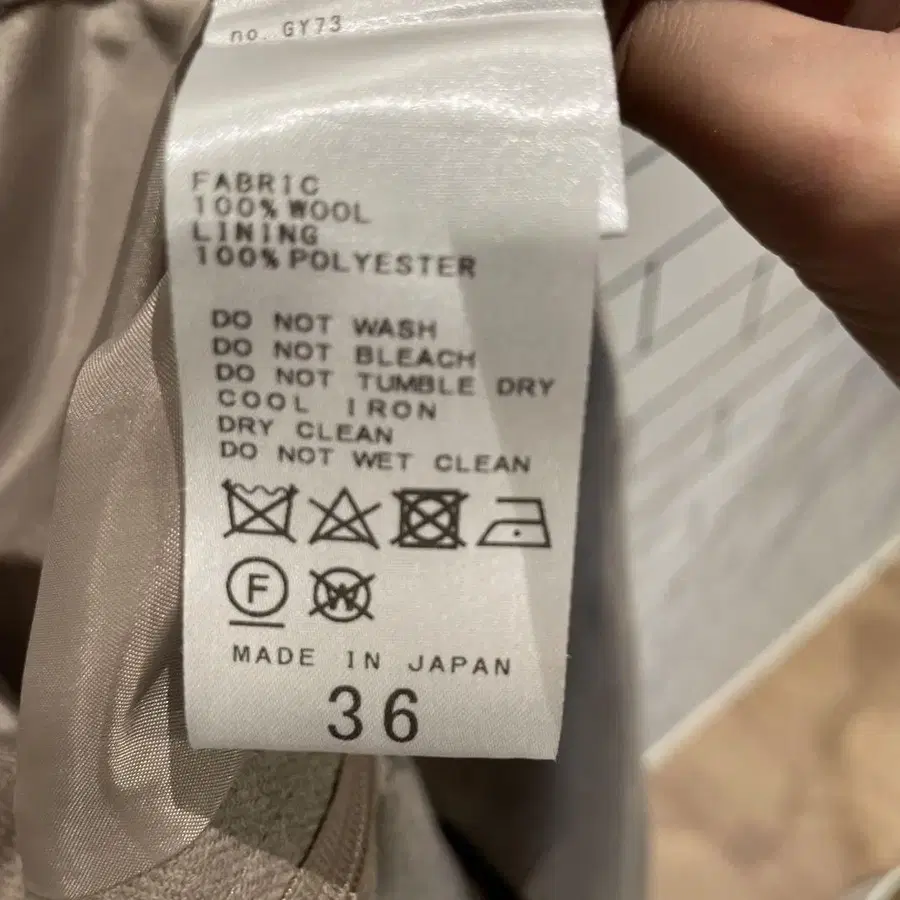 no. GY73
FABRIC
100% WOOL
LINING
100% POLYESTER
DO NOT WASH
DO NOT BLEACH
DO NOT TUMBLE DRY
COOL IRON
DRY CLEAN
DO NOT WET CLEAN
F W
MADE IN JAPAN
36